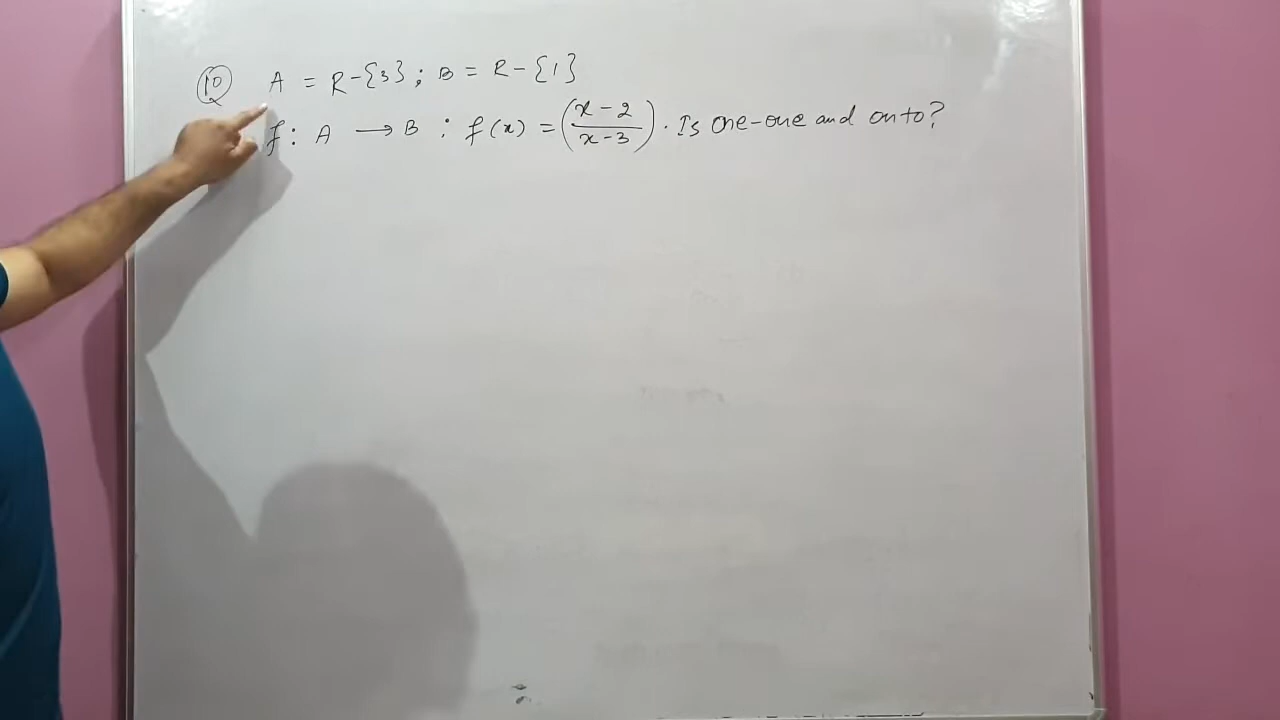 10 A = R-{3} ; B = R-{1}
f : A → B ; f(x) = (x-2/x-3) . Is one-one and onto?